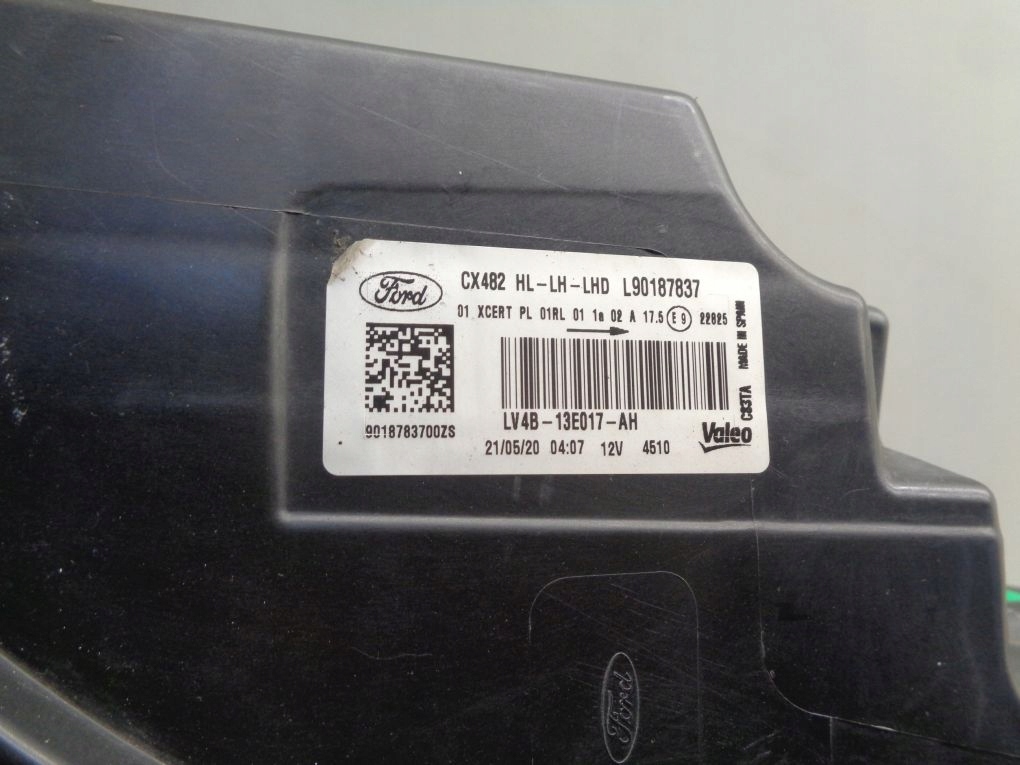 Ford
CX482 HL-LH-LHD L90187837
01 XCERT PL 01RL 01 1a 02 A 17.5 E9 22825
MADE IN SPAIN
C83TA
9018783700ZS
LV4B-13E017-AH
21/05/20 04:07 12V 4510
Valeo
Ford